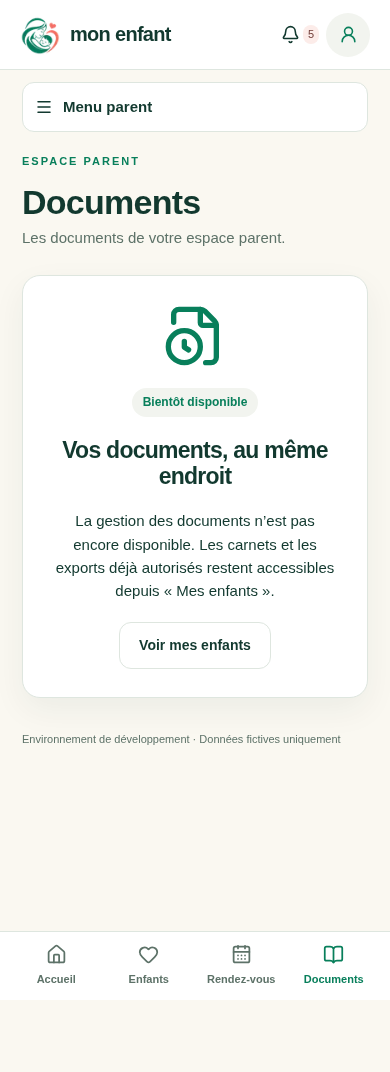 mon enfant
5
Menu parent
ESPACE PARENT
Documents
Les documents de votre espace parent.
Bientôt disponible
Vos documents, au même
endroit
La gestion des documents n’est pas
encore disponible. Les carnets et les
exports déjà autorisés restent accessibles
depuis « Mes enfants ».
Voir mes enfants
Environnement de développement · Données fictives uniquement
Accueil
Enfants
Rendez-vous
Documents